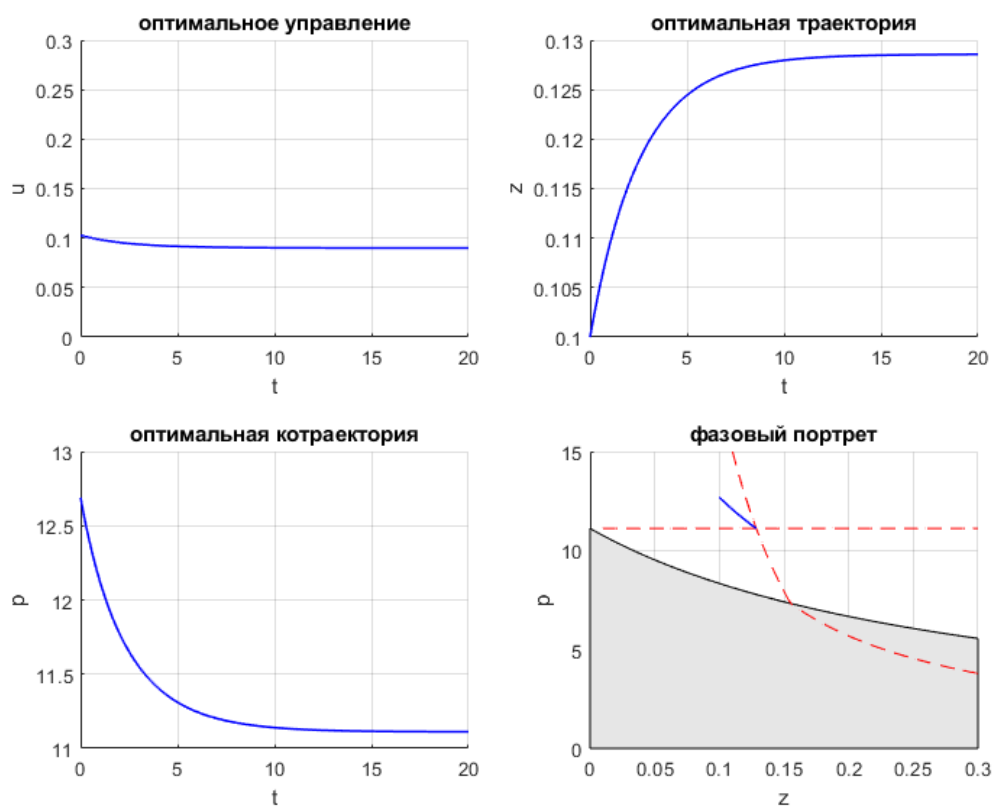 оптимальное управление
0.3
0.25
0.2
0.15
0.1
0.05
0
u
0 5 10 15 20
t
оптимальная траектория
0.13
0.125
0.12
0.115
0.11
0.105
0.1
z
0 5 10 15 20
t
оптимальная котраектория
13
12.5
12
11.5
11
p
0 5 10 15 20
t
фазовый портрет
15
10
5
0
p
0 0.05 0.1 0.15 0.2 0.25 0.3
z